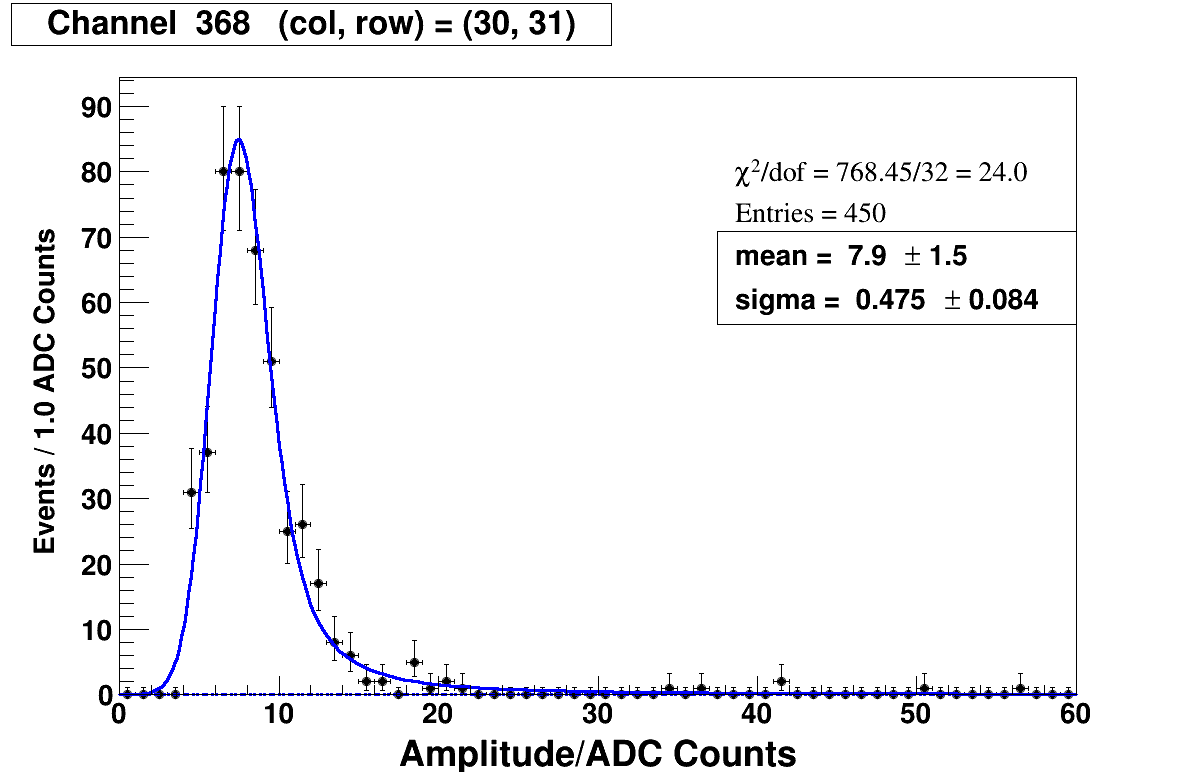 Channel 368 (col, row) = (30, 31)
90
80
70
60
50
40
30
20
10
0
Events / 1.0 ADC Counts
χ²/dof = 768.45/32 = 24.0
Entries = 450
mean = 7.9 ± 1.5
sigma = 0.475 ± 0.084
0 10 20 30 40 50 60
Amplitude/ADC Counts